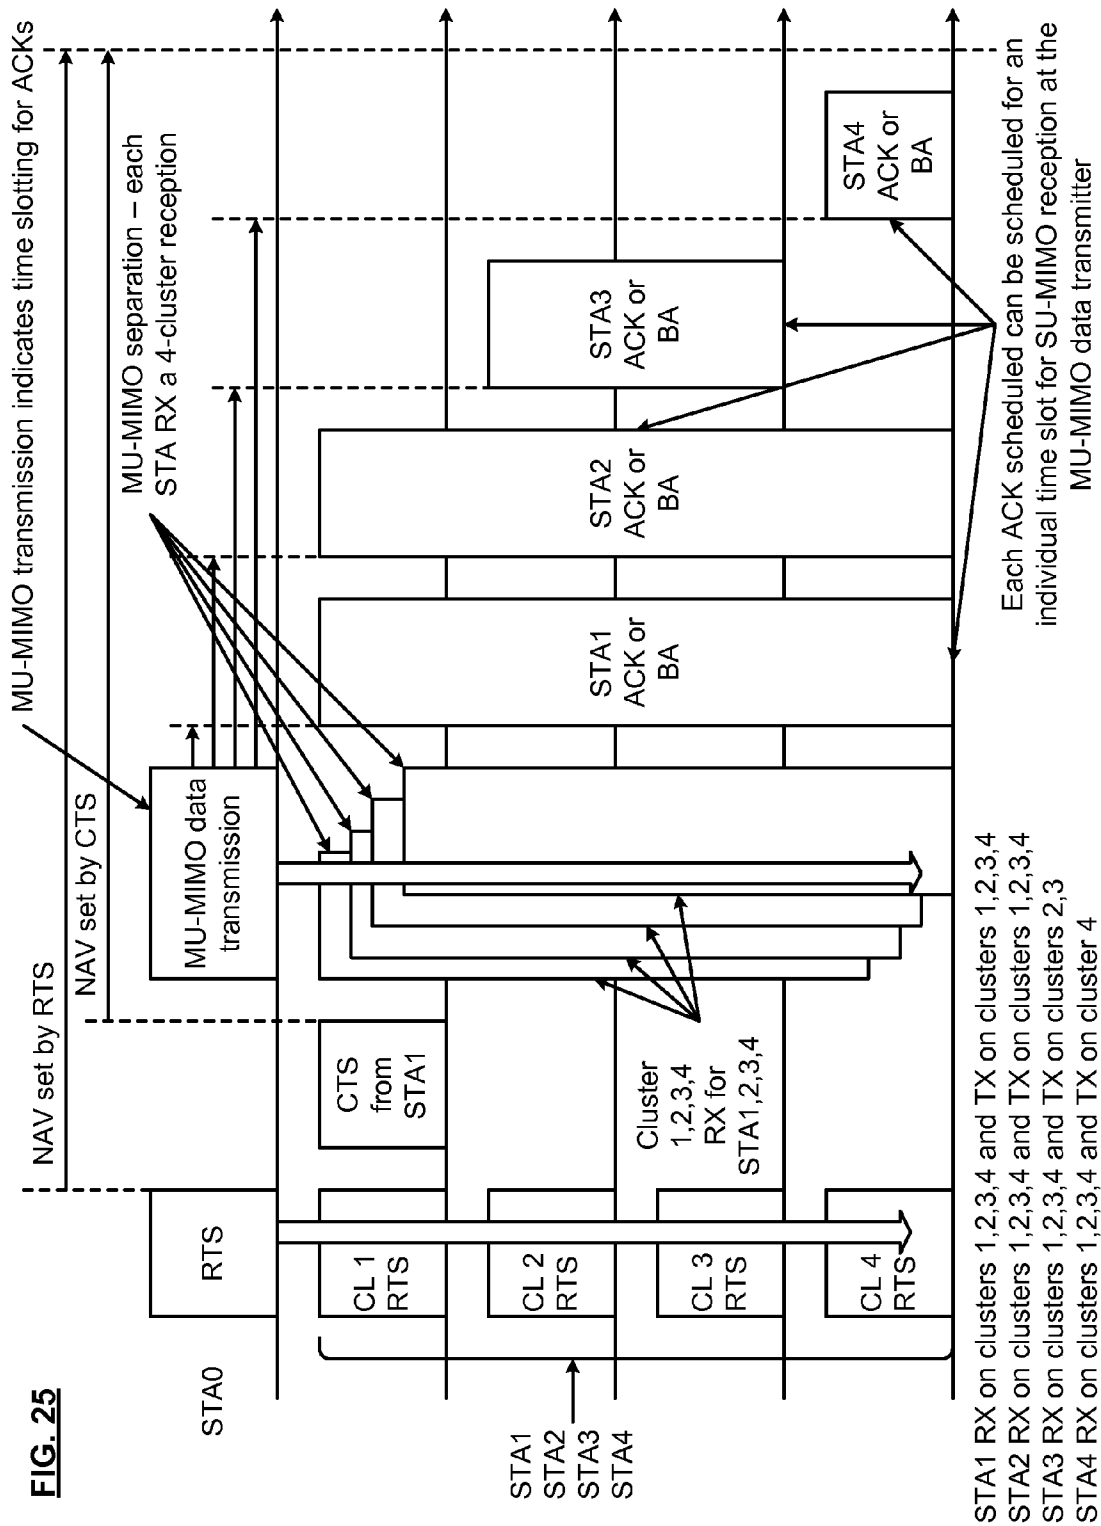 FIG. 25
MU-MIMO transmission indicates time slotting for ACKs
NAV set by RTS
NAV set by CTS
MU-MIMO separation – each
STA RX a 4-cluster reception
STA0
RTS
MU-MIMO data
transmission
STA1
STA2
STA3
STA4
CL 1
RTS
CL 2
RTS
CL 3
RTS
CL 4
RTS
CTS
from
STA1
Cluster
1,2,3,4
RX for
STA1,2,3,4
STA1
ACK or
BA
STA2
ACK or
BA
STA3
ACK or
BA
STA4
ACK or
BA
STA1 RX on clusters 1,2,3,4 and TX on clusters 1,2,3,4
STA2 RX on clusters 1,2,3,4 and TX on clusters 1,2,3,4
STA3 RX on clusters 1,2,3,4 and TX on clusters 2,3
STA4 RX on clusters 1,2,3,4 and TX on cluster 4
Each ACK scheduled can be scheduled for an
individual time slot for SU-MIMO reception at the
MU-MIMO data transmitter